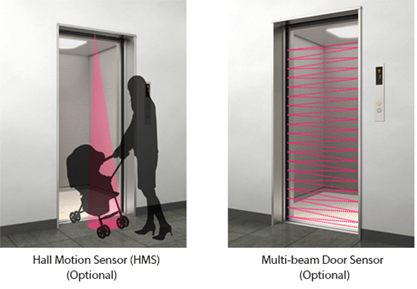 Hall Motion Sensor (HMS)
(Optional)
Multi-beam Door Sensor
(Optional)